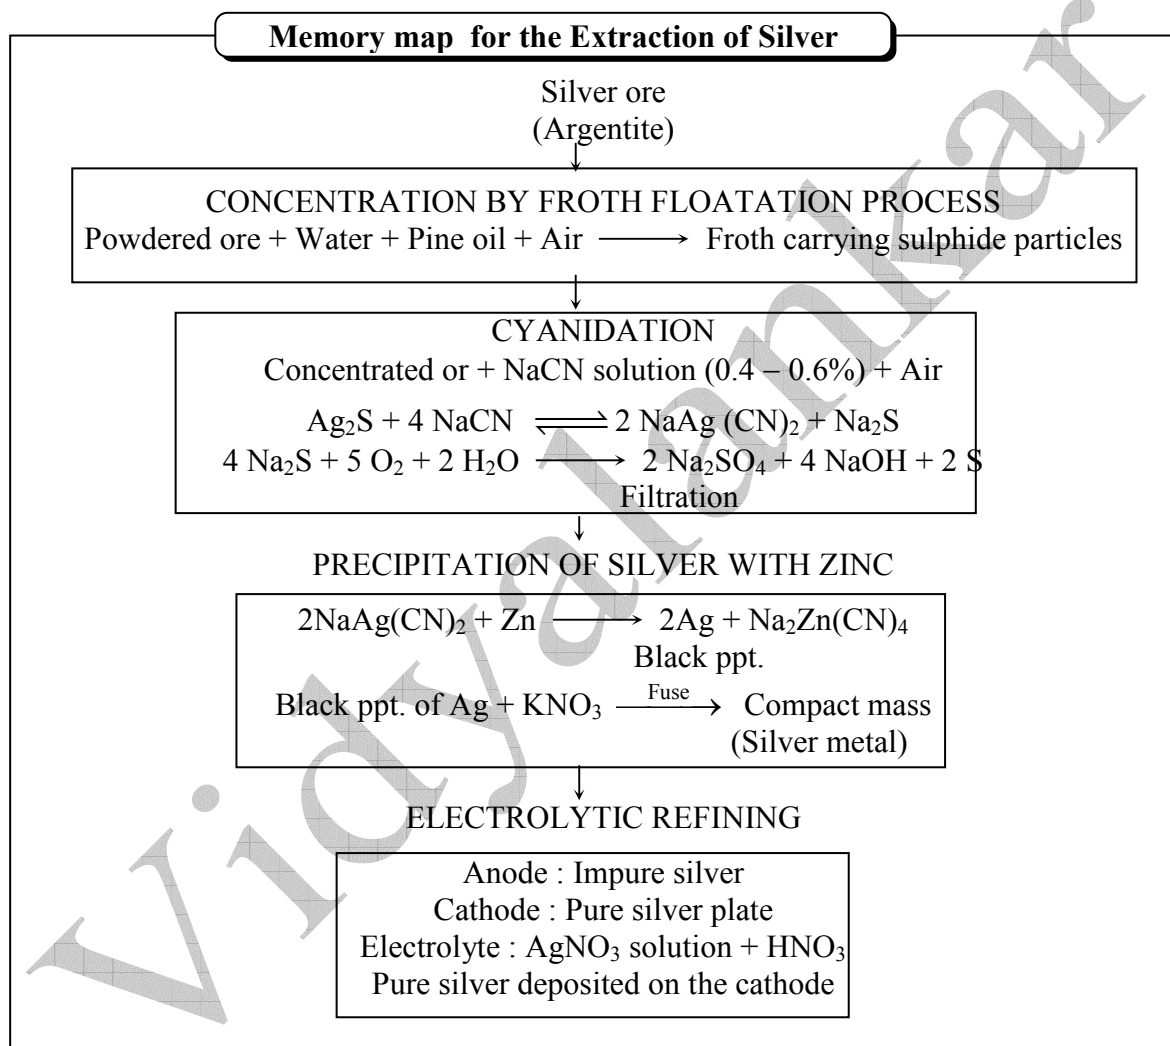 Memory map for the Extraction of Silver
Silver ore
(Argentite)
CONCENTRATION BY FROTH FLOATATION PROCESS
Powdered ore + Water + Pine oil + Air ⟶ Froth carrying sulphide particles
CYANIDATION
Concentrated or + NaCN solution (0.4 – 0.6%) + Air
Ag₂S + 4 NaCN ⇌ 2 NaAg (CN)₂ + Na₂S
4 Na₂S + 5 O₂ + 2 H₂O ⟶ 2 Na₂SO₄ + 4 NaOH + 2 S
Filtration
PRECIPITATION OF SILVER WITH ZINC
2NaAg(CN)₂ + Zn ⟶ 2Ag + Na₂Zn(CN)₄
Black ppt.
Fuse
Black ppt. of Ag + KNO₃ ⟶ Compact mass
(Silver metal)
ELECTROLYTIC REFINING
Anode : Impure silver
Cathode : Pure silver plate
Electrolyte : AgNO₃ solution + HNO₃
Pure silver deposited on the cathode
Vidyalankar